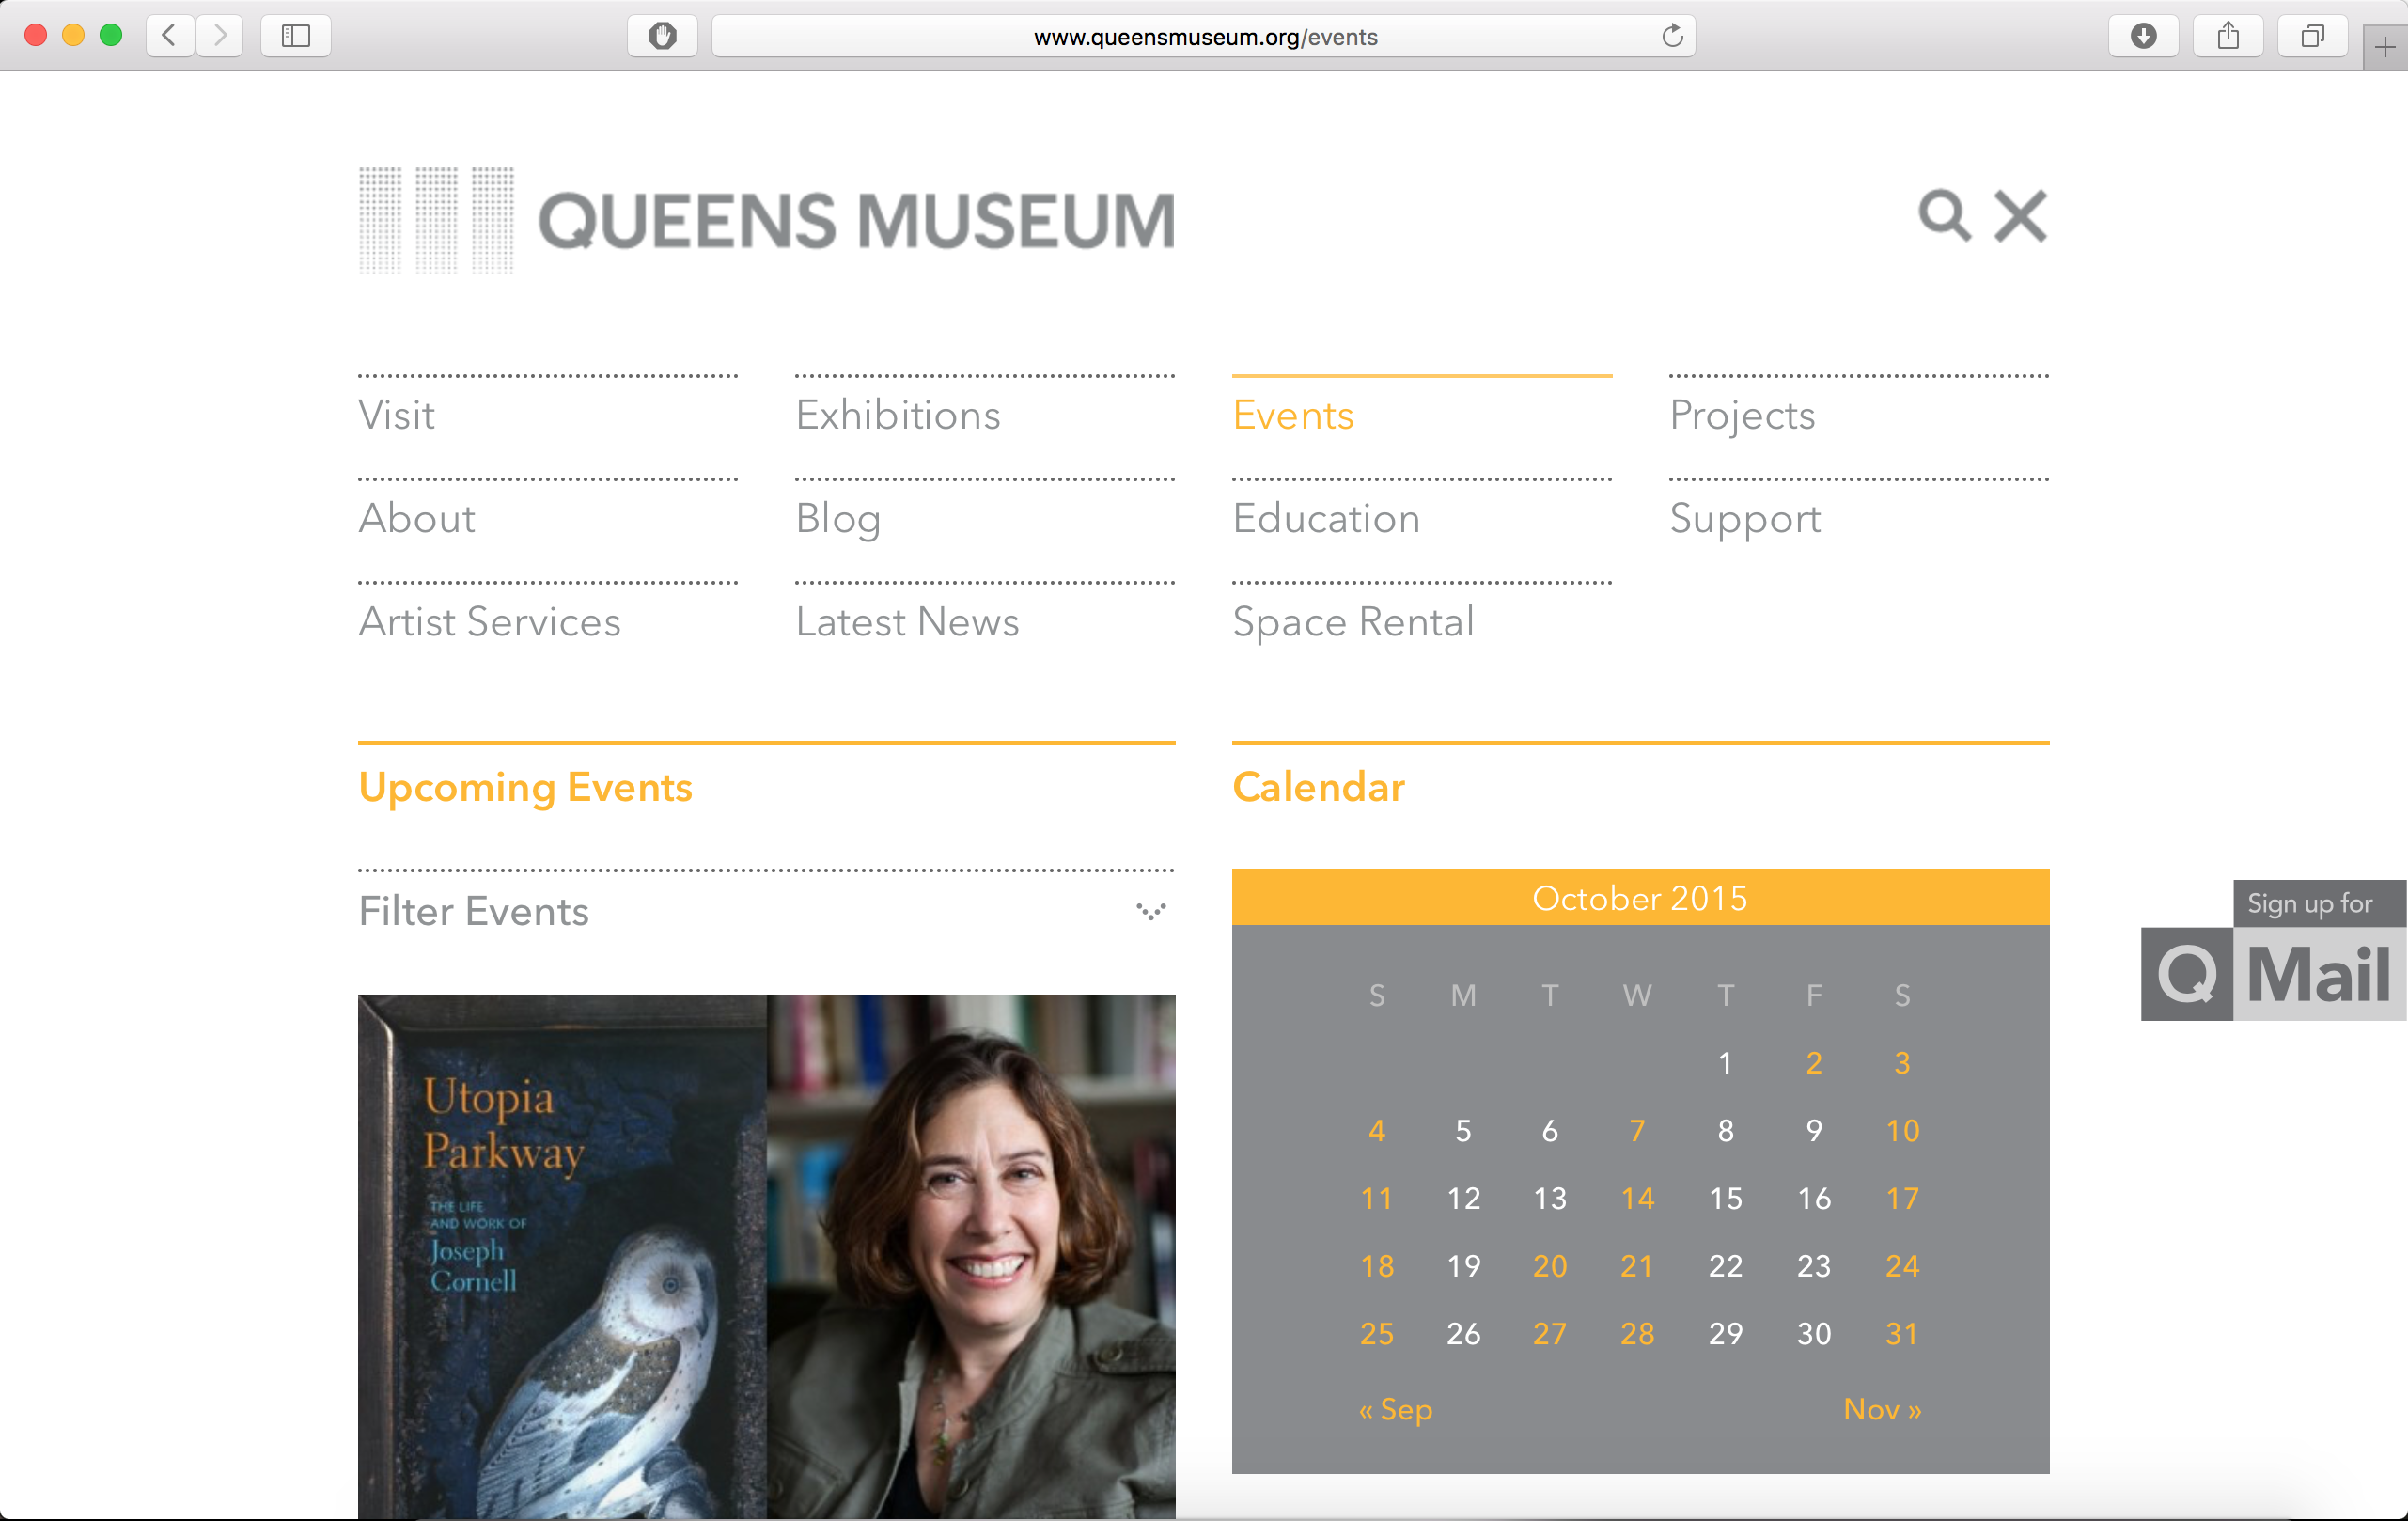 www.queensmuseum.org/events
QUEENS MUSEUM
Visit
Exhibitions
Events
Projects
About
Blog
Education
Support
Artist Services
Latest News
Space Rental
Upcoming Events
Calendar
Filter Events
October 2015
S M T W T F S
1 2 3
4 5 6 7 8 9 10
11 12 13 14 15 16 17
18 19 20 21 22 23 24
25 26 27 28 29 30 31
« Sep Nov »
Sign up for
Q Mail
Utopia
Parkway
THE LIFE
AND WORK OF
Joseph
Cornell